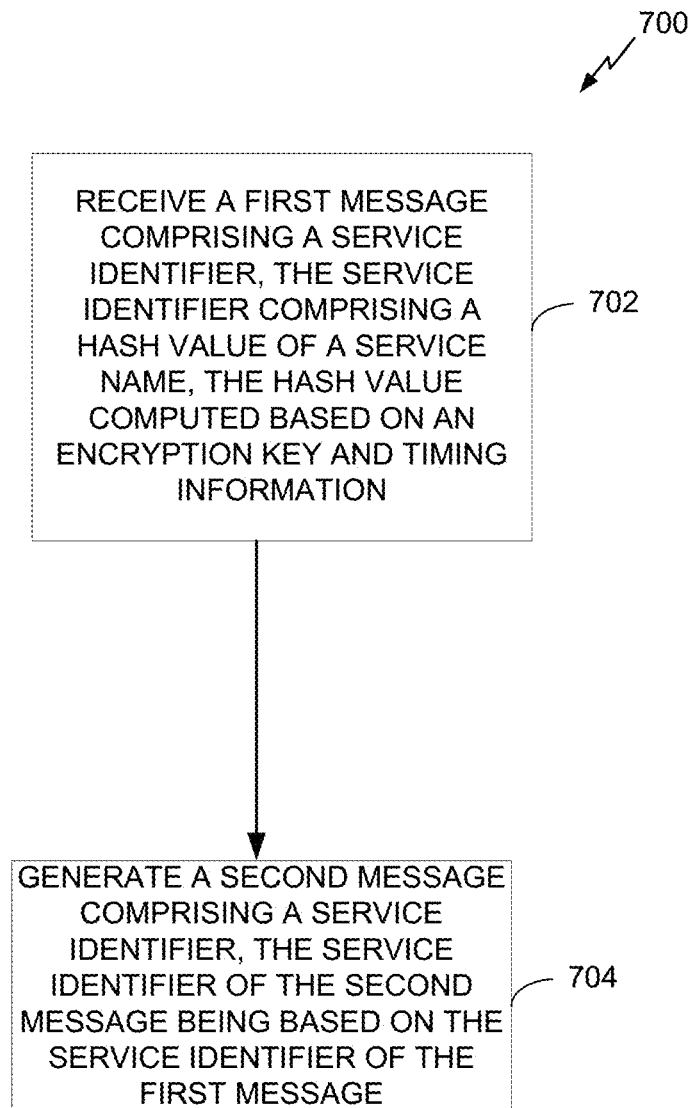 700
RECEIVE A FIRST MESSAGE
COMPRISING A SERVICE
IDENTIFIER, THE SERVICE
IDENTIFIER COMPRISING A
HASH VALUE OF A SERVICE
NAME, THE HASH VALUE
COMPUTED BASED ON AN
ENCRYPTION KEY AND TIMING
INFORMATION
702
GENERATE A SECOND MESSAGE
COMPRISING A SERVICE
IDENTIFIER, THE SERVICE
IDENTIFIER OF THE SECOND
MESSAGE BEING BASED ON THE
SERVICE IDENTIFIER OF THE
FIRST MESSAGE
704